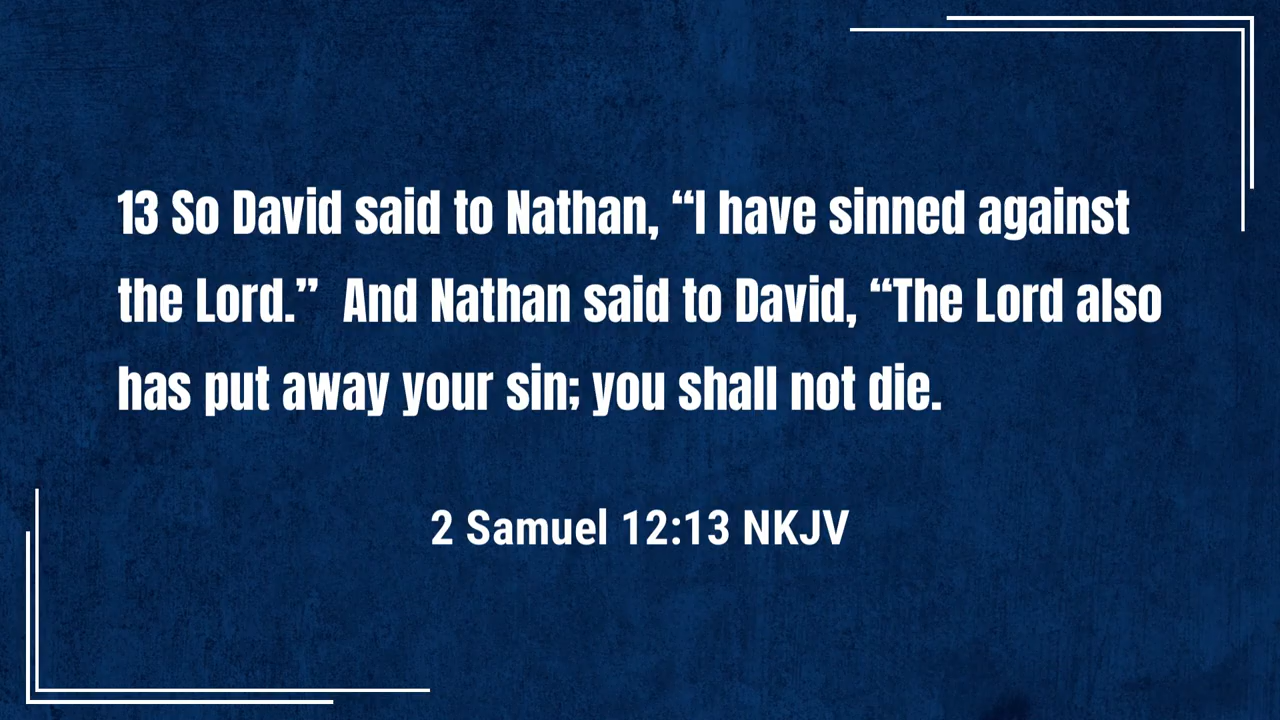 13 So David said to Nathan, “I have sinned against
the Lord.”  And Nathan said to David, “The Lord also
has put away your sin; you shall not die.
2 Samuel 12:13 NKJV